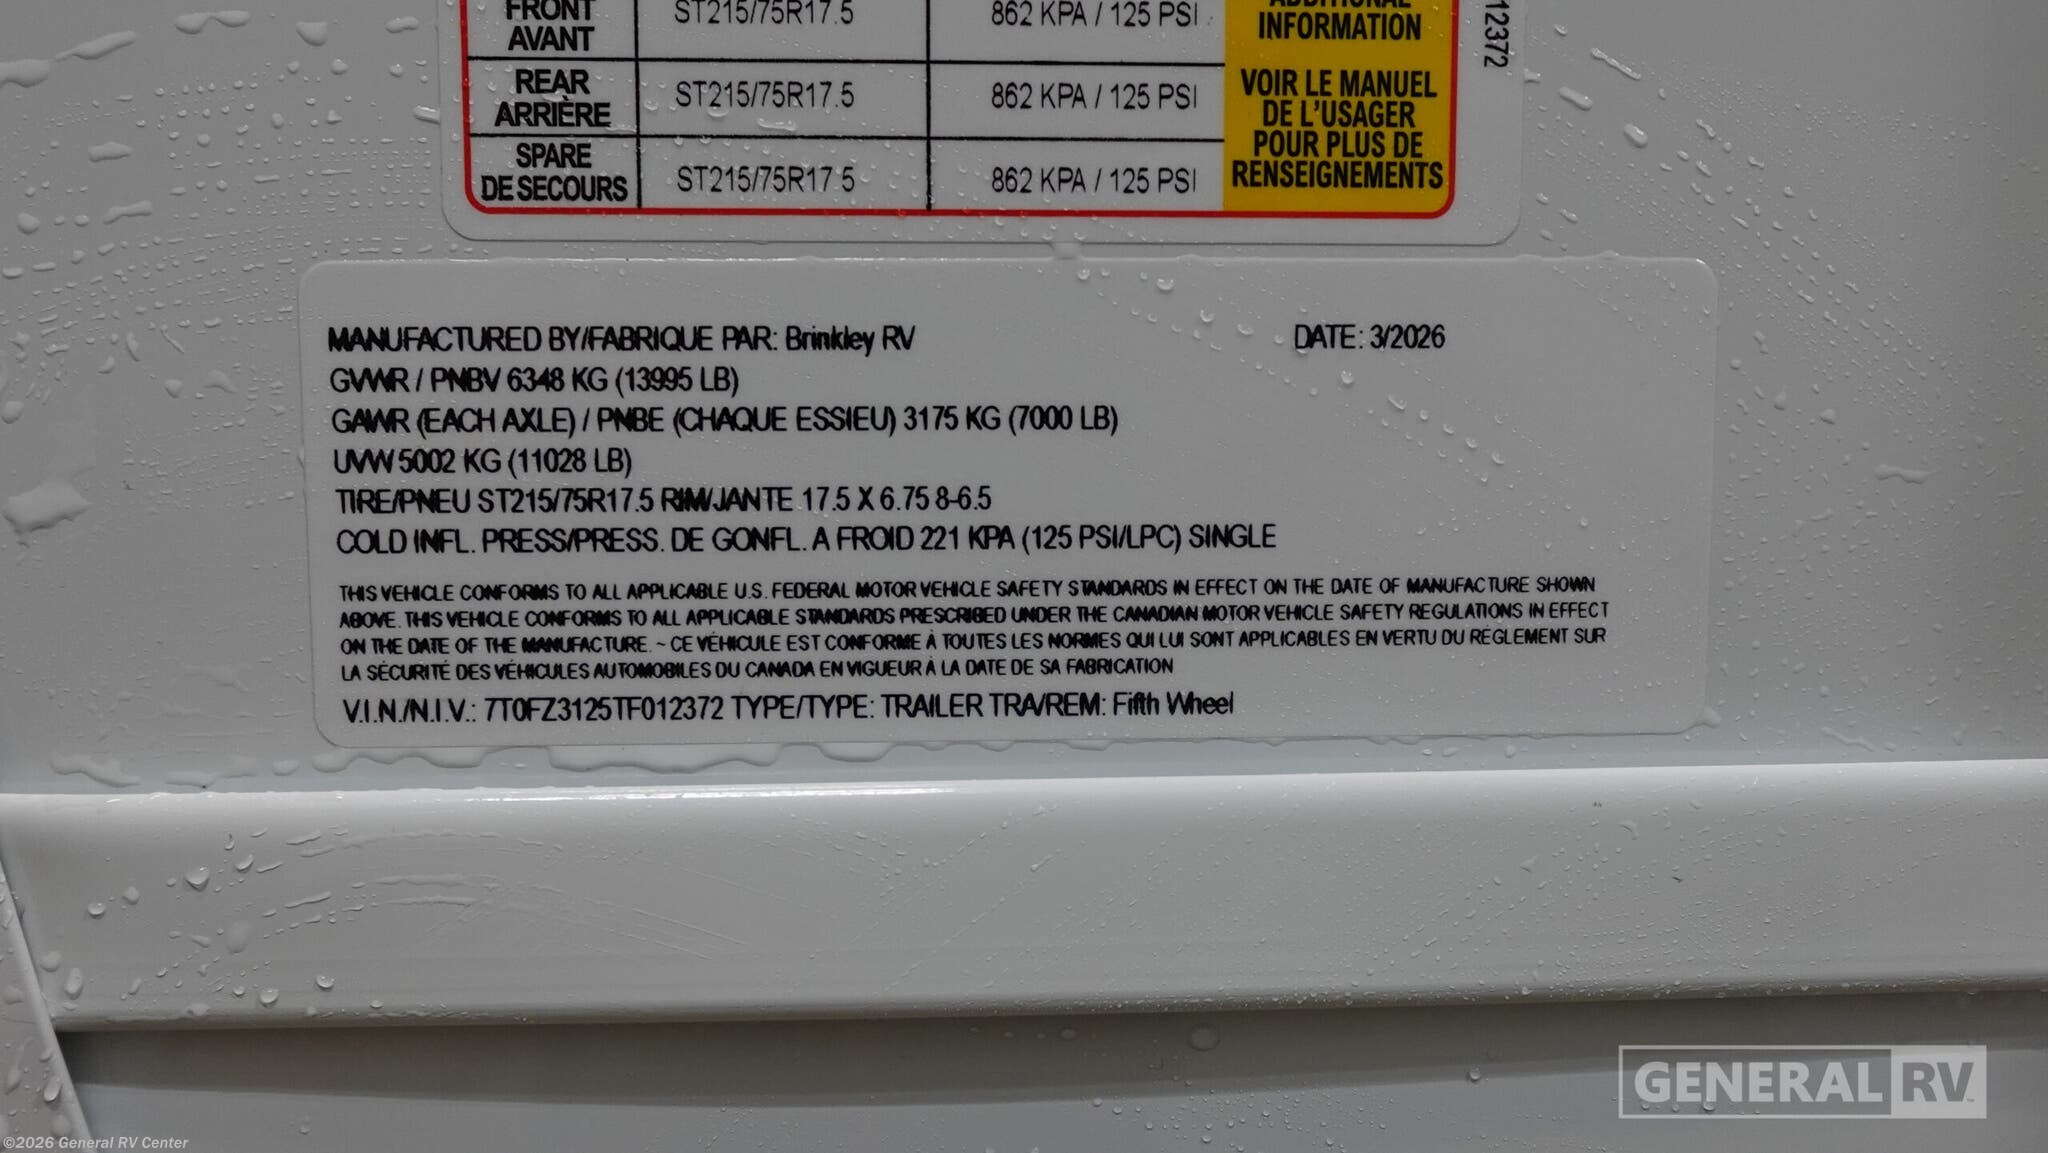 FRONT ST215/75R17.5 862 KPA / 125 PSI ADDITIONAL
AVANT INFORMATION
REAR ST215/75R17.5 862 KPA / 125 PSI VOIR LE MANUEL
ARRIÈRE DE L'USAGER
SPARE ST215/75R17 5 862 KPA / 125 PSI POUR PLUS DE
DE SECOURS RENSEIGNEMENTS
12372
MANUFACTURED BY/FABRIQUE PAR: Brinkley RV DATE: 3/2026
GVWR / PNBV 6348 KG (13995 LB)
GAWR (EACH AXLE) / PNBE (CHAQUE ESSIEU) 3175 KG (7000 LB)
UVW 5002 KG (11028 LB)
TIRE/PNEU ST215/75R17.5 RIM/JANTE 17.5 X 6.75 8-6.5
COLD INFL. PRESS/PRESS. DE GONFL. A FROID 221 KPA (125 PSI/LPC) SINGLE
THIS VEHICLE CONFORMS TO ALL APPLICABLE U.S. FEDERAL MOTOR VEHICLE SAFETY STANDARDS IN EFFECT ON THE DATE OF MANUFACTURE SHOWN
ABOVE. THIS VEHICLE CONFORMS TO ALL APPLICABLE STANDARDS PRESCRIBED UNDER THE CANADIAN MOTOR VEHICLE SAFETY REGULATIONS IN EFFECT
ON THE DATE OF THE MANUFACTURE. ~ CE VÉHICULE EST CONFORME À TOUTES LES NORMES QUI LUI SONT APPLICABLES EN VERTU DU RÉGLEMENT SUR
LA SÉCURITÉ DES VÉHICULES AUTOMOBILES DU CANADA EN VIGUEUR À LA DATE DE SA FABRICATION
V.I.N./N.I.V.: 7T0FZ3125TF012372 TYPE/TYPE: TRAILER TRA/REM: Fifth Wheel
GENERAL RV
©2026 General RV Center